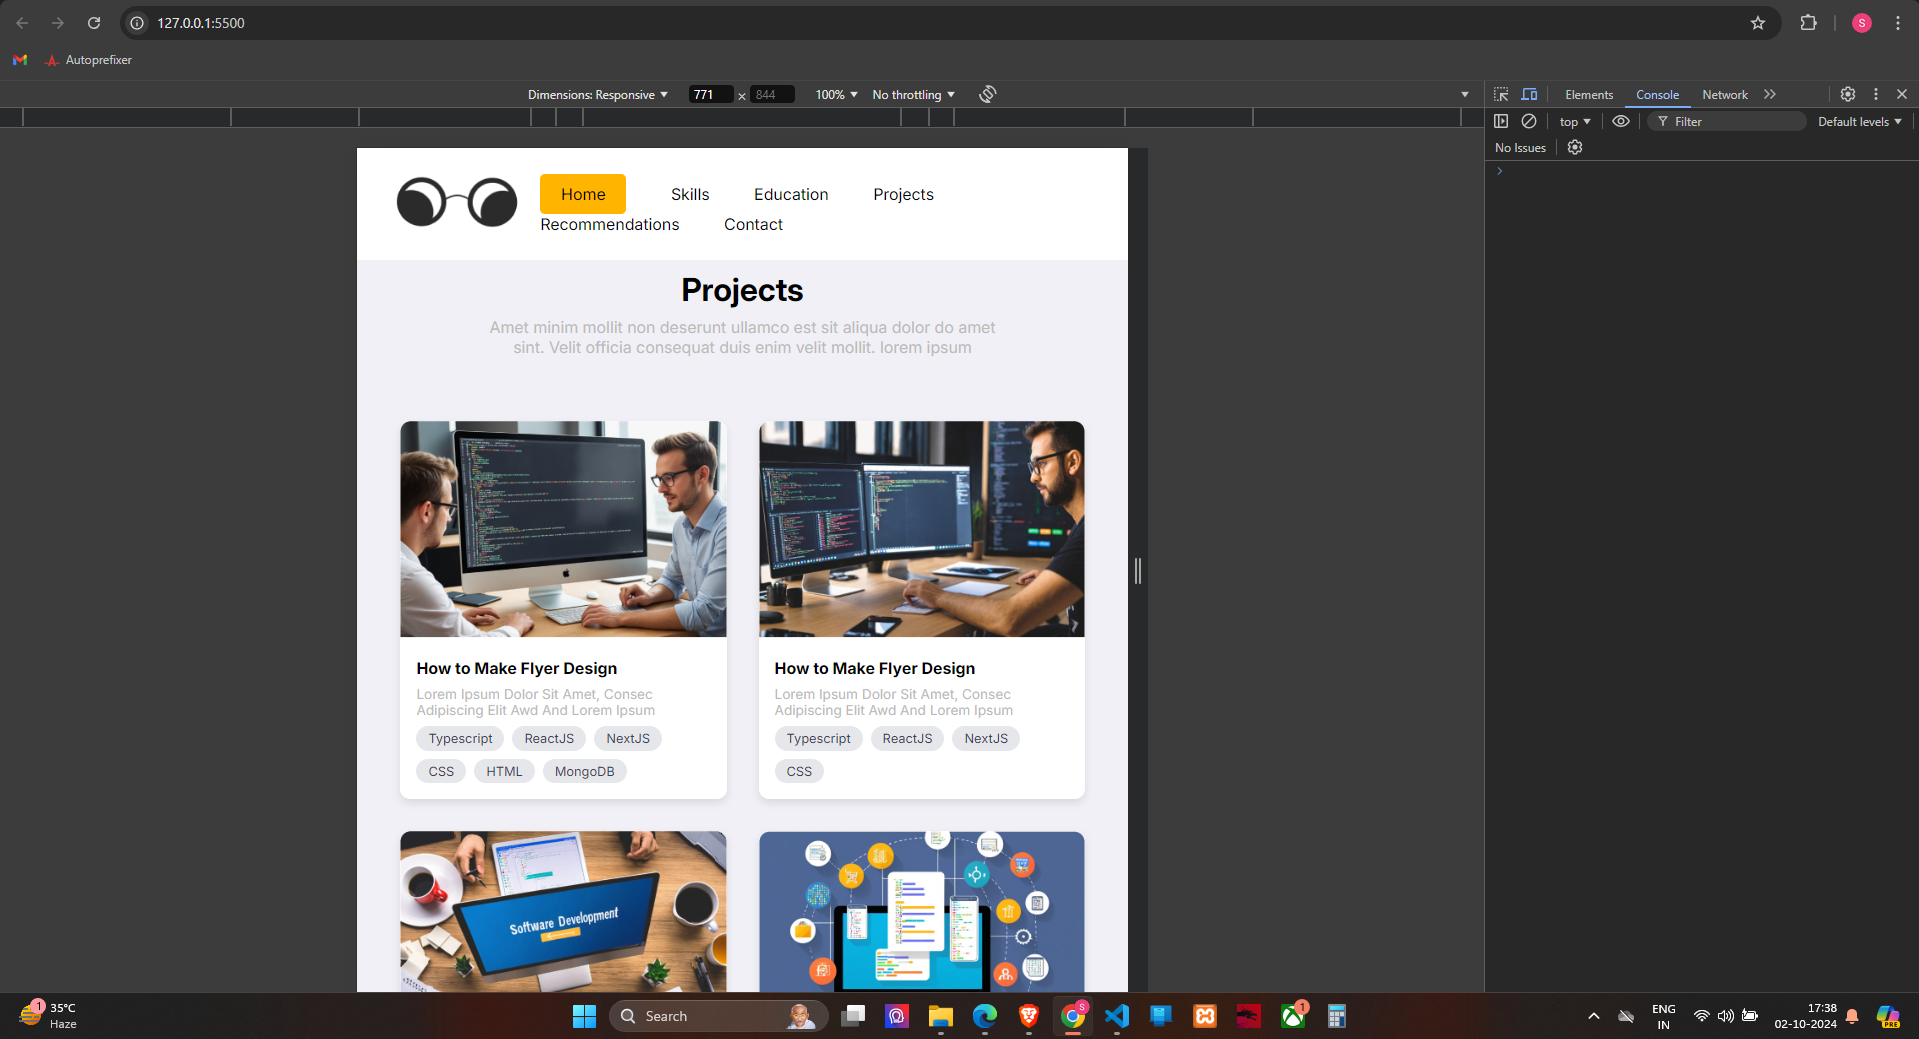 127.0.0.1:5500
S
Autoprefixer
Dimensions: Responsive
771 × 844
100%
No throttling
Elements
Console
Network
top
Filter
Default levels
No Issues
Home
Skills
Education
Projects
Recommendations
Contact
Projects
Amet minim mollit non deserunt ullamco est sit aliqua dolor do amet
sint. Velit officia consequat duis enim velit mollit. lorem ipsum
How to Make Flyer Design
Lorem Ipsum Dolor Sit Amet, Consec
Adipiscing Elit Awd And Lorem Ipsum
Typescript
ReactJS
NextJS
CSS
HTML
MongoDB
How to Make Flyer Design
Lorem Ipsum Dolor Sit Amet, Consec
Adipiscing Elit Awd And Lorem Ipsum
Typescript
ReactJS
NextJS
CSS
Software Development
1
35°C
Haze
Search
S
1
ENG
IN
17:38
02-10-2024
PRE